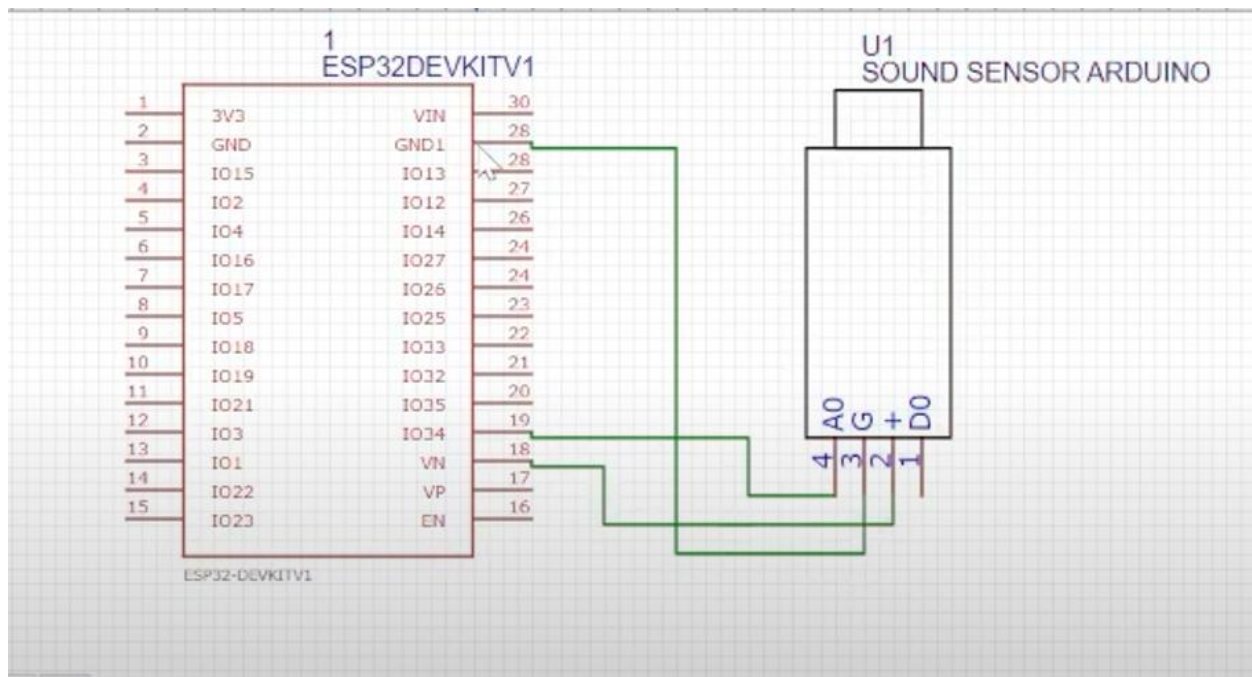 1
ESP32DEVKITV1
1
3V3
VIN
30
2
GND
GND1
28
3
IO15
IO13
28
4
IO2
IO12
27
5
IO4
IO14
26
6
IO16
IO27
24
7
IO17
IO26
24
8
IO5
IO25
23
9
IO18
IO33
22
10
IO19
IO32
21
11
IO21
IO35
20
12
IO3
IO34
19
13
IO1
VN
18
14
IO22
VP
17
15
IO23
EN
16
ESP32-DEVKITV1
U1
SOUND SENSOR ARDUINO
A0
G
+
D0
4
3
2
1